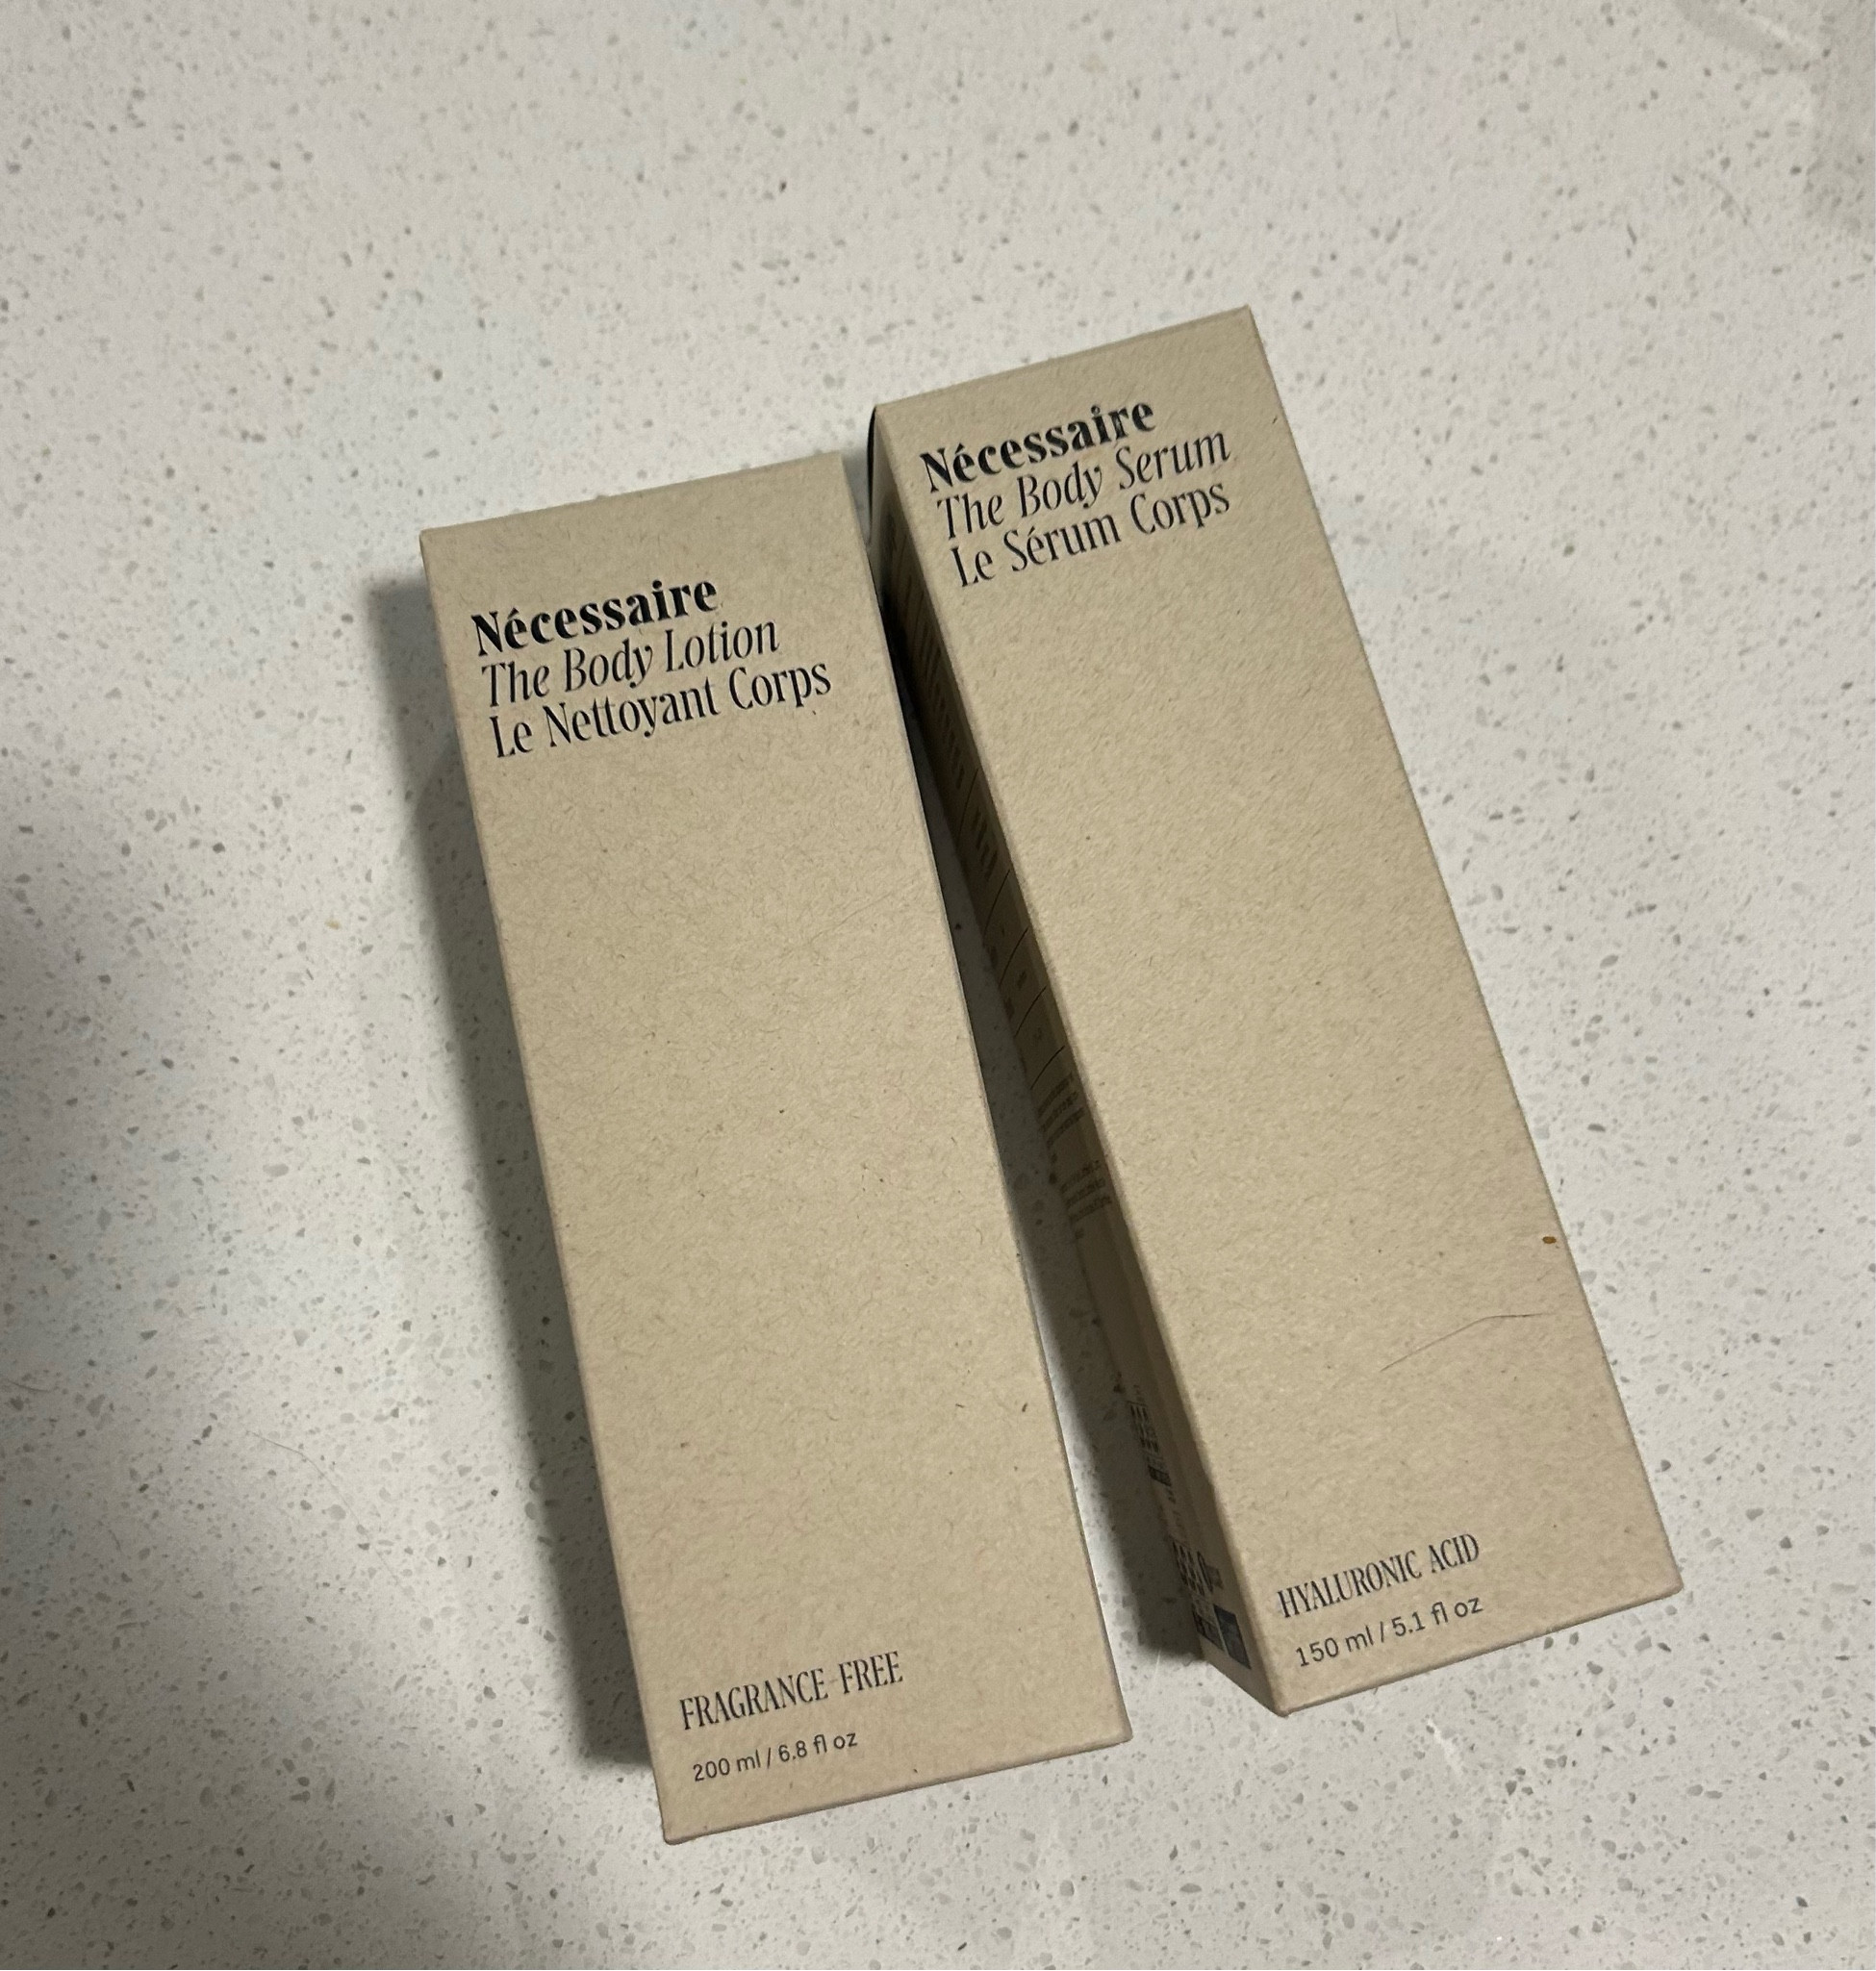 Nécessaire
The Body Lotion
Le Nettoyant Corps
FRAGRANCE-FREE
200 ml / 6.8 fl oz
Nécessaire
The Body Serum
Le Sérum Corps
HYALURONIC ACID
150 ml / 5.1 fl oz